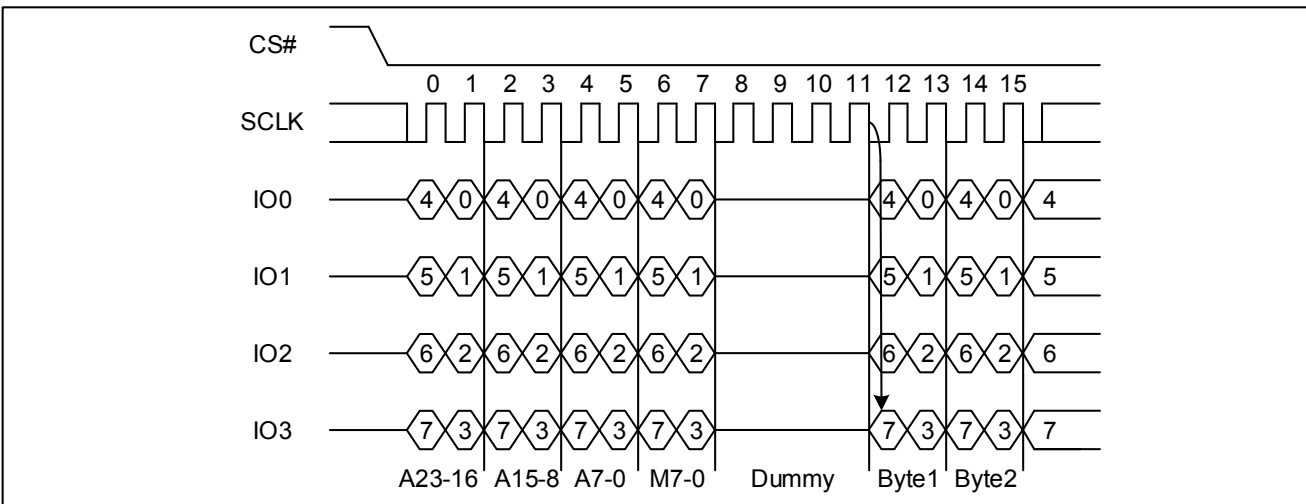 CS#
0 1 2 3 4 5 6 7 8 9 10 11 12 13 14 15
SCLK
IO0 4 0 4 0 4 0 4 0 4 0 4 0 4
IO1 5 1 5 1 5 1 5 1 5 1 5 1 5
IO2 6 2 6 2 6 2 6 2 6 2 6 2 6
IO3 7 3 7 3 7 3 7 3 7 3 7 3 7
A23-16 A15-8 A7-0 M7-0 Dummy Byte1 Byte2